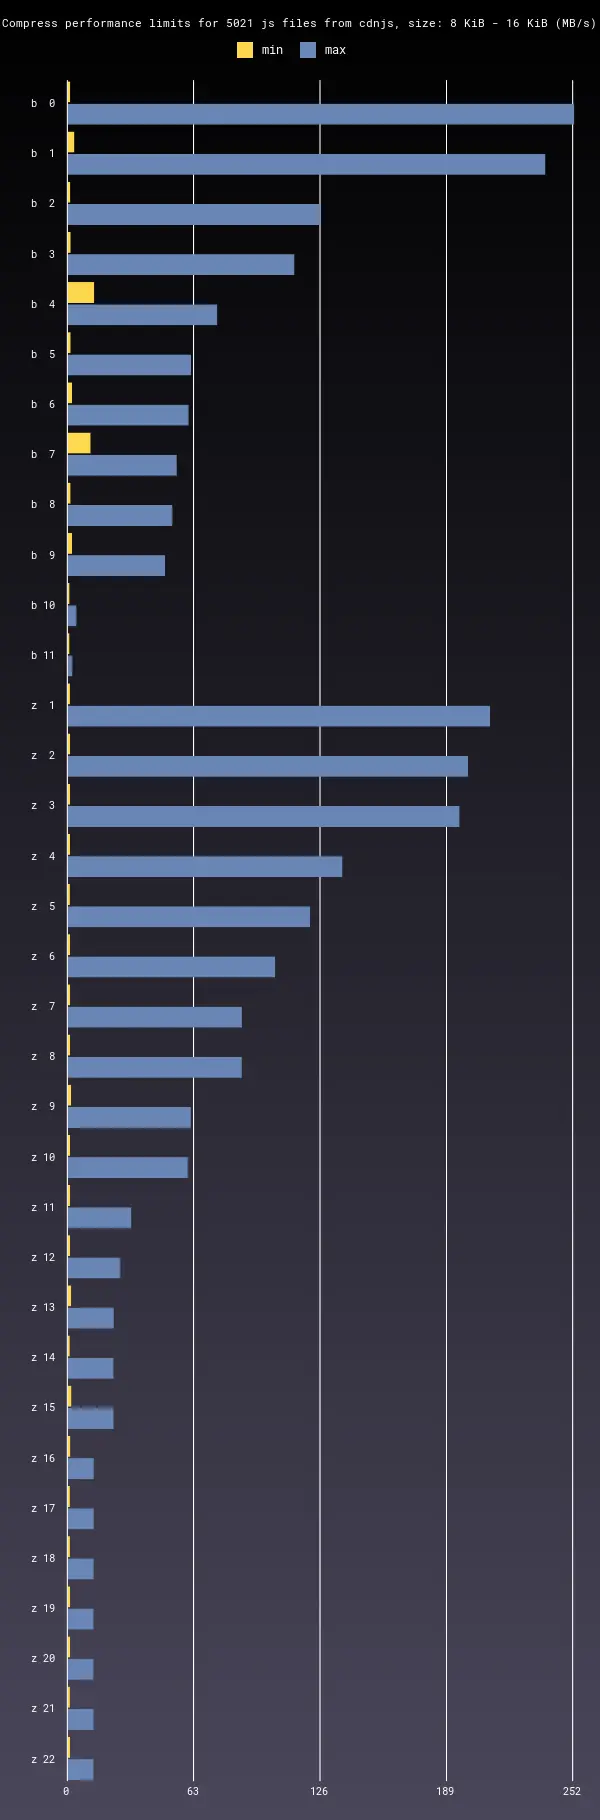 Compress performance limits for 5021 js files from cdnjs, size: 8 KiB - 16 KiB (MB/s)
min max
b 0
b 1
b 2
b 3
b 4
b 5
b 6
b 7
b 8
b 9
b 10
b 11
z 1
z 2
z 3
z 4
z 5
z 6
z 7
z 8
z 9
z 10
z 11
z 12
z 13
z 14
z 15
z 16
z 17
z 18
z 19
z 20
z 21
z 22
0 63 126 189 252